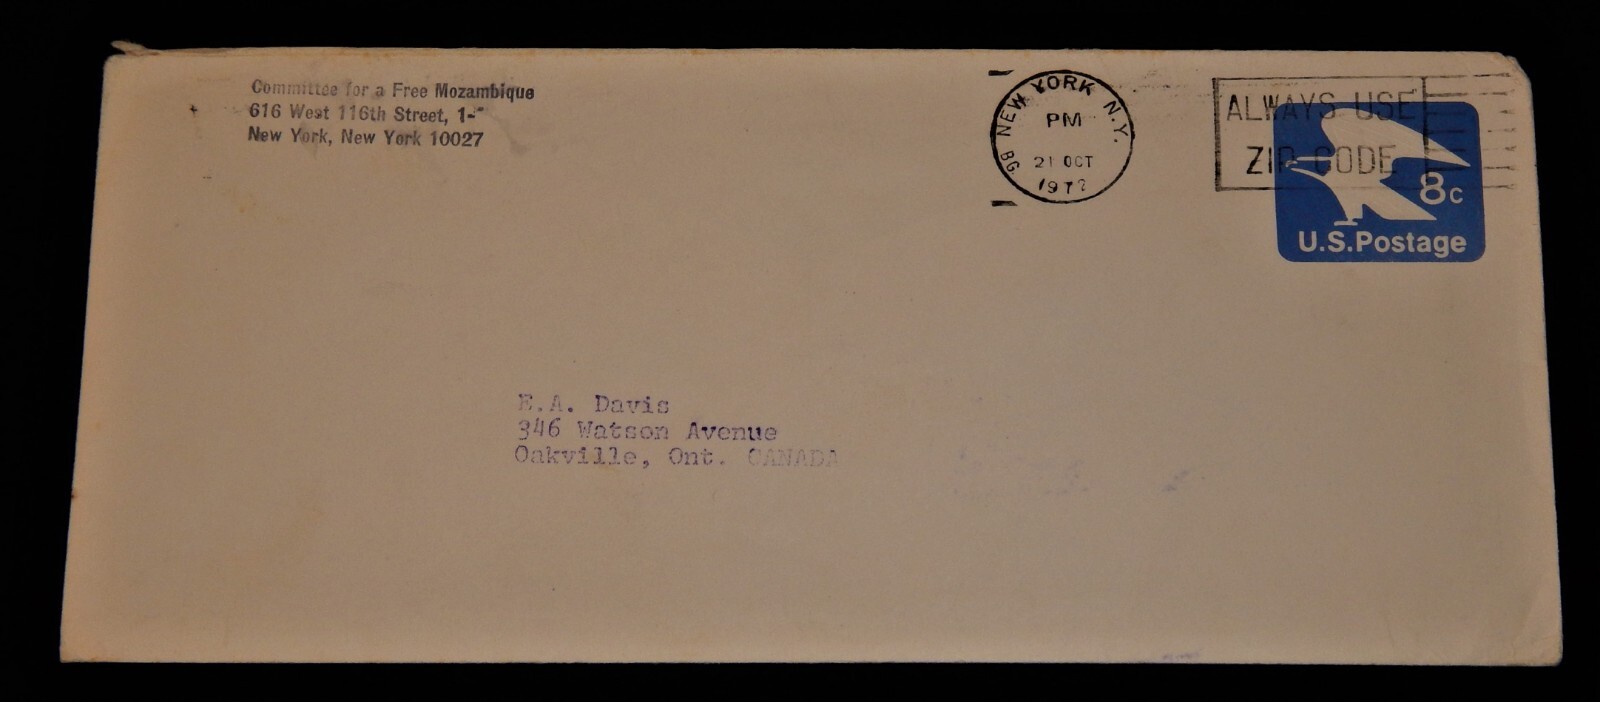 Committee for a Free Mozambique
616 West 116th Street,
New York, New York 10027
NEW YORK N.Y.
BG
PM
21 OCT
ALWAYS USE
ZIP CODE
8c
U.S.Postage
E.A. Davis
346 Watson Avenue
Oakville, Ont. CANADA